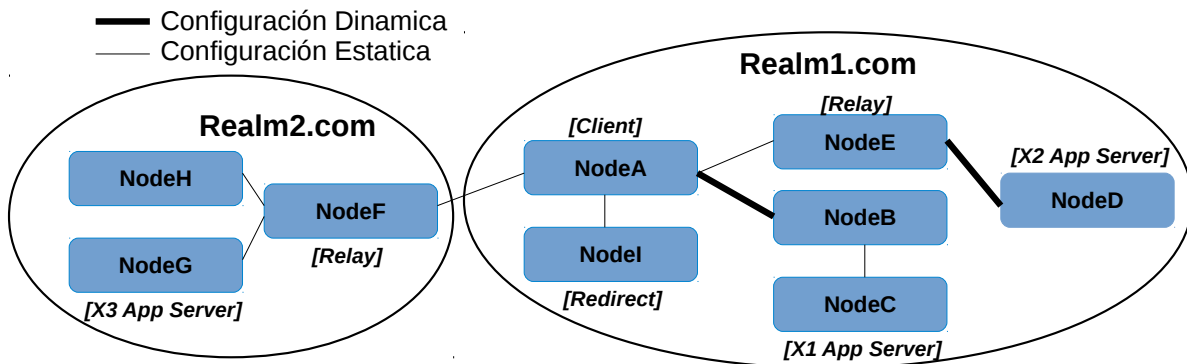 Configuración Dinamica
Configuración Estatica
Realm1.com
Realm2.com
[Client]
[Relay]
NodeA
NodeE
[X2 App Server]
NodeH
NodeF
NodeB
NodeD
NodeG
[Relay]
NodeI
[Redirect]
NodeC
[X3 App Server]
[X1 App Server]